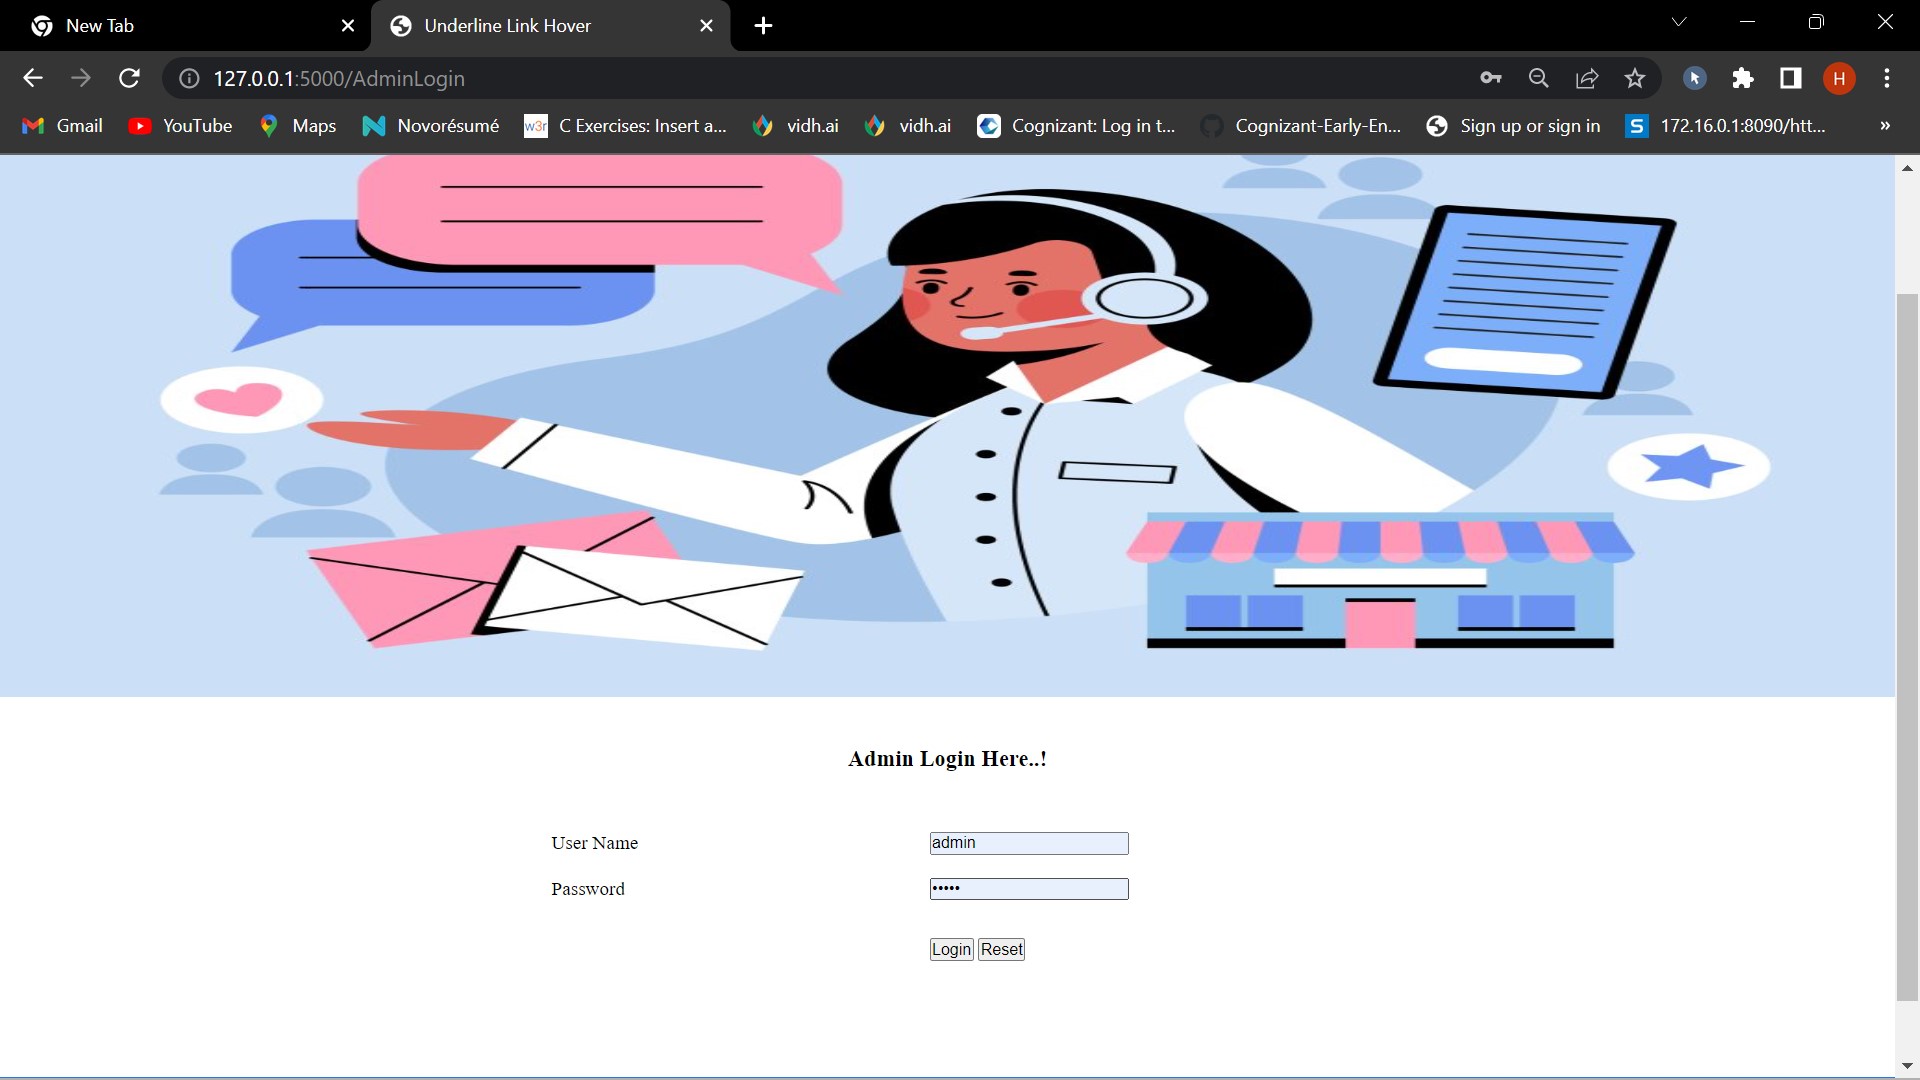 New Tab
Underline Link Hover
127.0.0.1:5000/AdminLogin
H
Gmail
YouTube
Maps
Novorésumé
w3r
C Exercises: Insert a...
vidh.ai
vidh.ai
Cognizant: Log in t...
Cognizant-Early-En...
Sign up or sign in
S
172.16.0.1:8090/htt...
»
Admin Login Here..!
User Name
admin
Password
•••••
Login
Reset